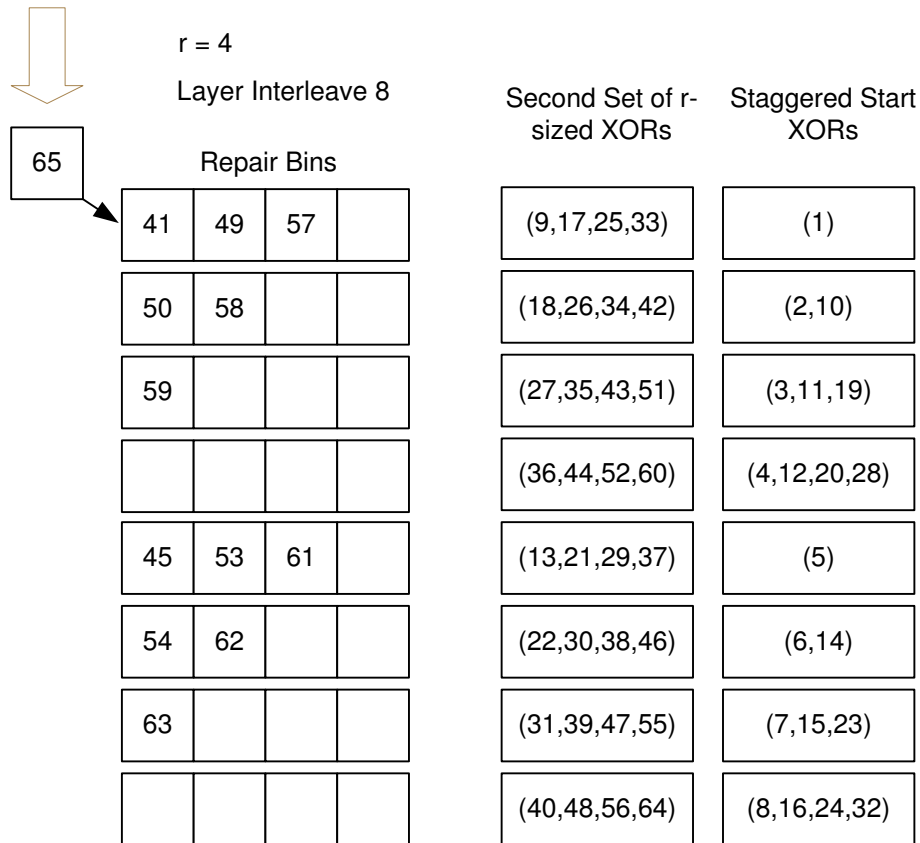 r = 4
Layer Interleave 8
Second Set of r-
sized XORs
Staggered Start
XORs
65
Repair Bins
41 49 57 (9,17,25,33) (1)
50 58 (18,26,34,42) (2,10)
59 (27,35,43,51) (3,11,19)
(36,44,52,60) (4,12,20,28)
45 53 61 (13,21,29,37) (5)
54 62 (22,30,38,46) (6,14)
63 (31,39,47,55) (7,15,23)
(40,48,56,64) (8,16,24,32)